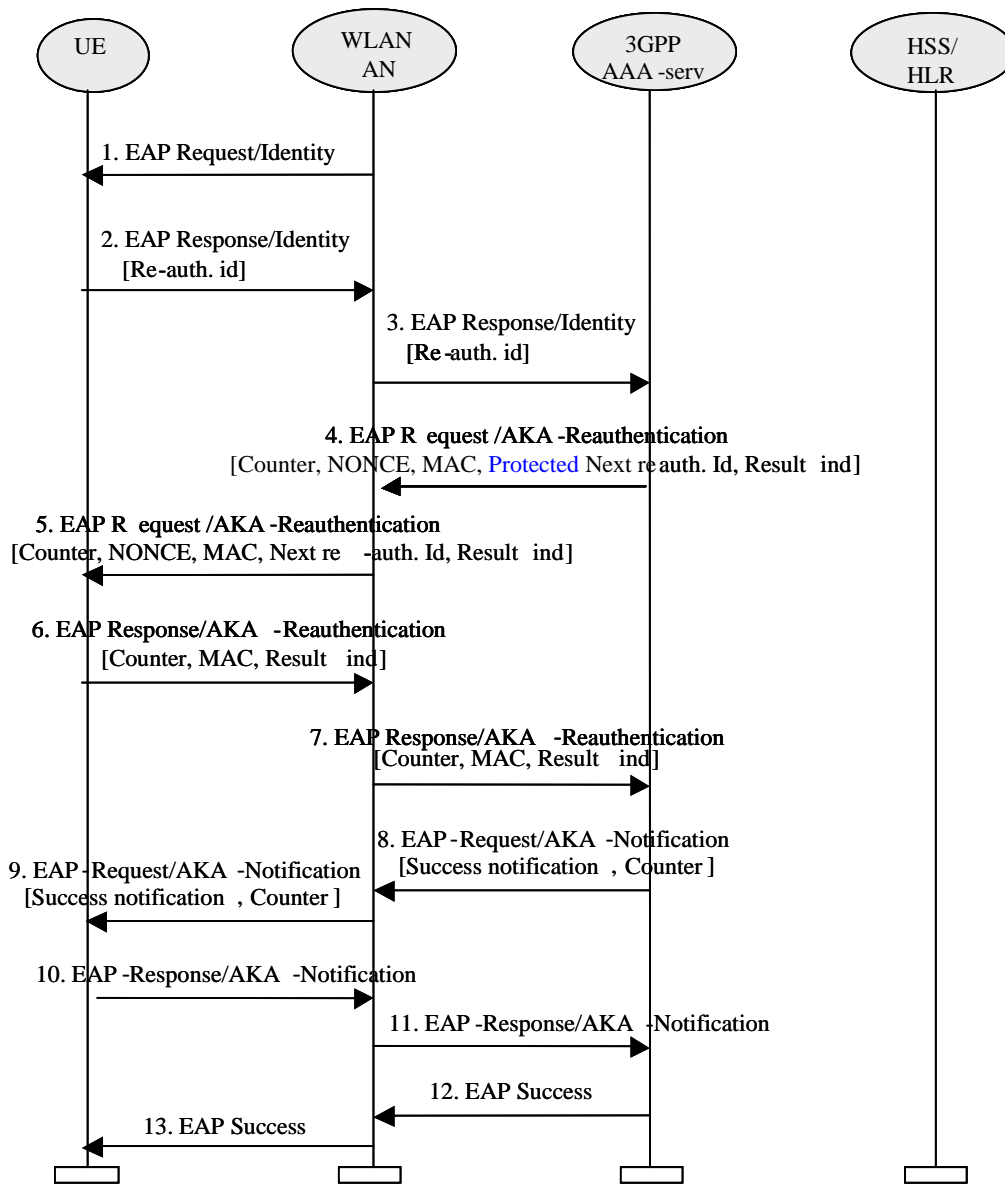 UE
WLAN
AN
3GPP
AAA -serv
HSS/
HLR
1. EAP Request/Identity
2. EAP Response/Identity
[Re-auth. id]
3. EAP Response/Identity
[Re-auth. id]
4. EAP R equest /AKA -Reauthentication
[Counter, NONCE, MAC, Protected Next re auth. Id, Result ind]
5. EAP R equest /AKA -Reauthentication
[Counter, NONCE, MAC, Next re -auth. Id, Result ind]
6. EAP Response/AKA -Reauthentication
[Counter, MAC, Result ind]
7. EAP Response/AKA -Reauthentication
[Counter, MAC, Result ind]
8. EAP -Request/AKA -Notification
[Success notification , Counter ]
9. EAP -Request/AKA -Notification
[Success notification , Counter ]
10. EAP -Response/AKA -Notification
11. EAP -Response/AKA -Notification
12. EAP Success
13. EAP Success